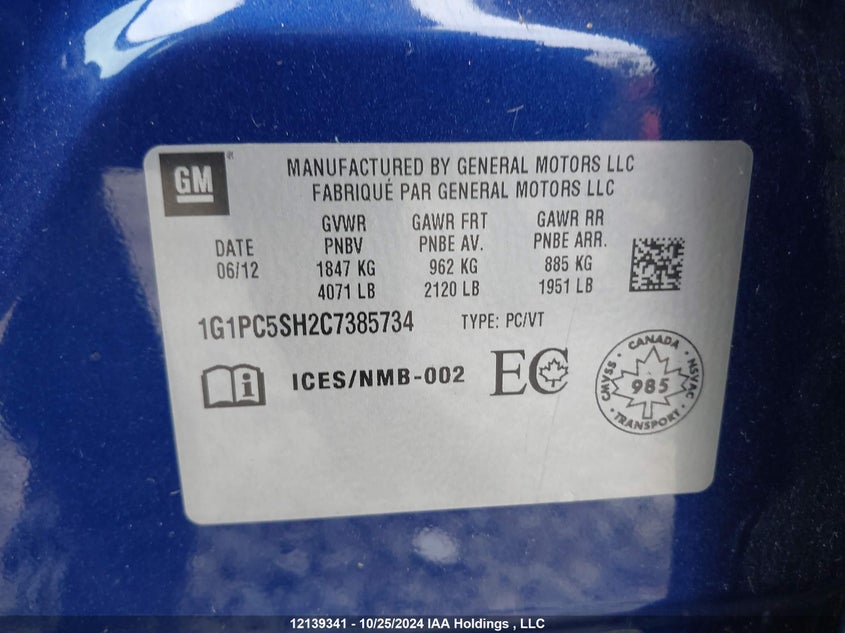 GM
MANUFACTURED BY GENERAL MOTORS LLC
FABRIQUÉ PAR GENERAL MOTORS LLC
DATE
06/12
GVWR
PNBV
1847 KG
4071 LB
GAWR FRT
PNBE AV.
962 KG
2120 LB
GAWR RR
PNBE ARR.
885 KG
1951 LB
1G1PC5SH2C7385734 TYPE: PC/VT
i ICES/NMB-002 EC
CMVSS · CANADA · NSVAC · TRANSPORT ·
985
12139341 - 10/25/2024 IAA Holdings , LLC